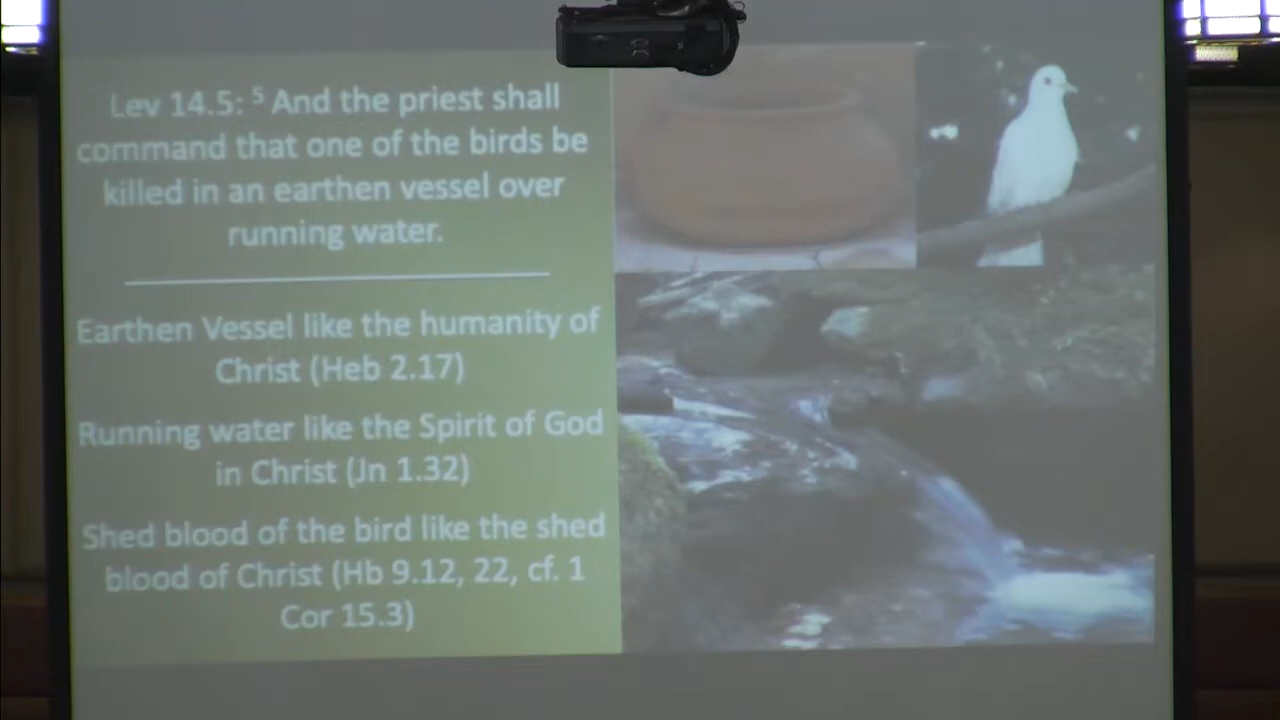 Lev 14.5: 5 And the priest shall
command that one of the birds be
killed in an earthen vessel over
running water.
Earthen Vessel like the humanity of
Christ (Heb 2.17)
Running water like the Spirit of God
in Christ (Jn 1.32)
Shed blood of the bird like the shed
blood of Christ (Hb 9.12, 22, cf. 1
Cor 15.3)